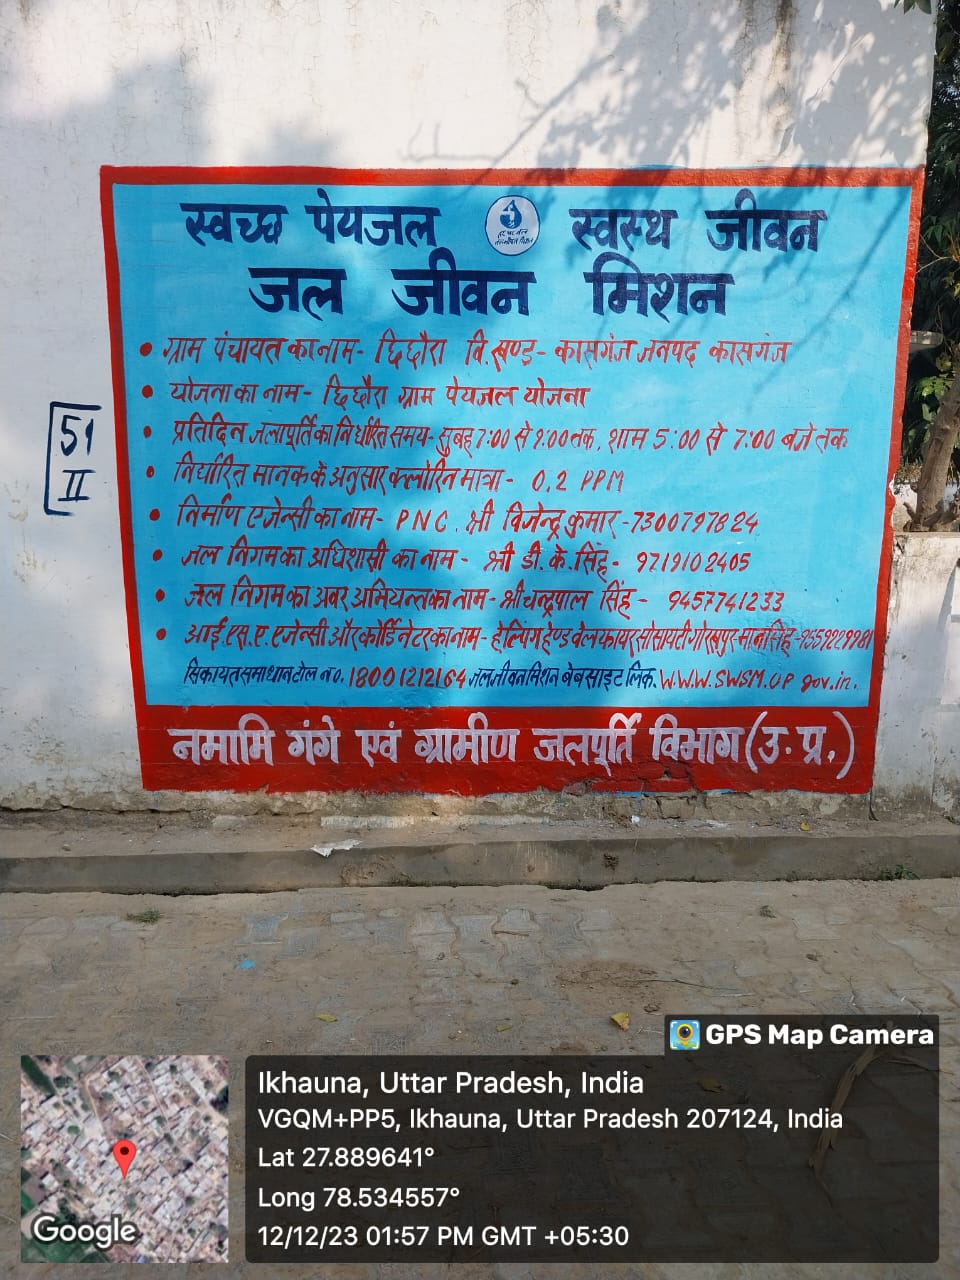 स्वच्छ पेयजल स्वस्थ जीवन
जल जीवन मिशन
• ग्राम पंचायत का नाम - छिछौरा वि. खण्ड - कासगंज जनपद कासगंज
• योजना का नाम - छिछौरा ग्राम पेयजल योजना
• प्रतिदिन जलापूर्ति का निर्धारित समय - सुबह 7:00 से 9:00 तक, शाम 5:00 से 7:00 बजे तक
• निर्धारित मानक के अनुसार क्लोरिन मात्रा - 0.2 PPM
• निर्माण एजेन्सी का नाम - PNC. श्री विजेन्द्र कुमार - 7300797824
• जल निगम का अधिशासी का नाम - श्री डी. के. सिंह - 9719102405
• जल निगम का अवर अभियन्त का नाम - श्री चन्द्रपाल सिंह - 9457741233
• आई. एस. ए. एजेन्सी और कोर्डिनेटर का नाम - हेल्पिंग हैण्ड वेलफायर सोसायटी गोरखपुर - मानसिंह -
सिकायत समाधान टोल न0. 18001212164 जल जीवन मिशन बेबसाइट लिंक. W.W.W. SWSM.UP gov.in.
नमामि गंगे एवं ग्रामीण जलपूर्ति विभाग (उ. प्र.)
51
II
GPS Map Camera
Ikhauna, Uttar Pradesh, India
VGQM+PP5, Ikhauna, Uttar Pradesh 207124, India
Lat 27.889641°
Long 78.534557°
12/12/23 01:57 PM GMT +05:30
Google